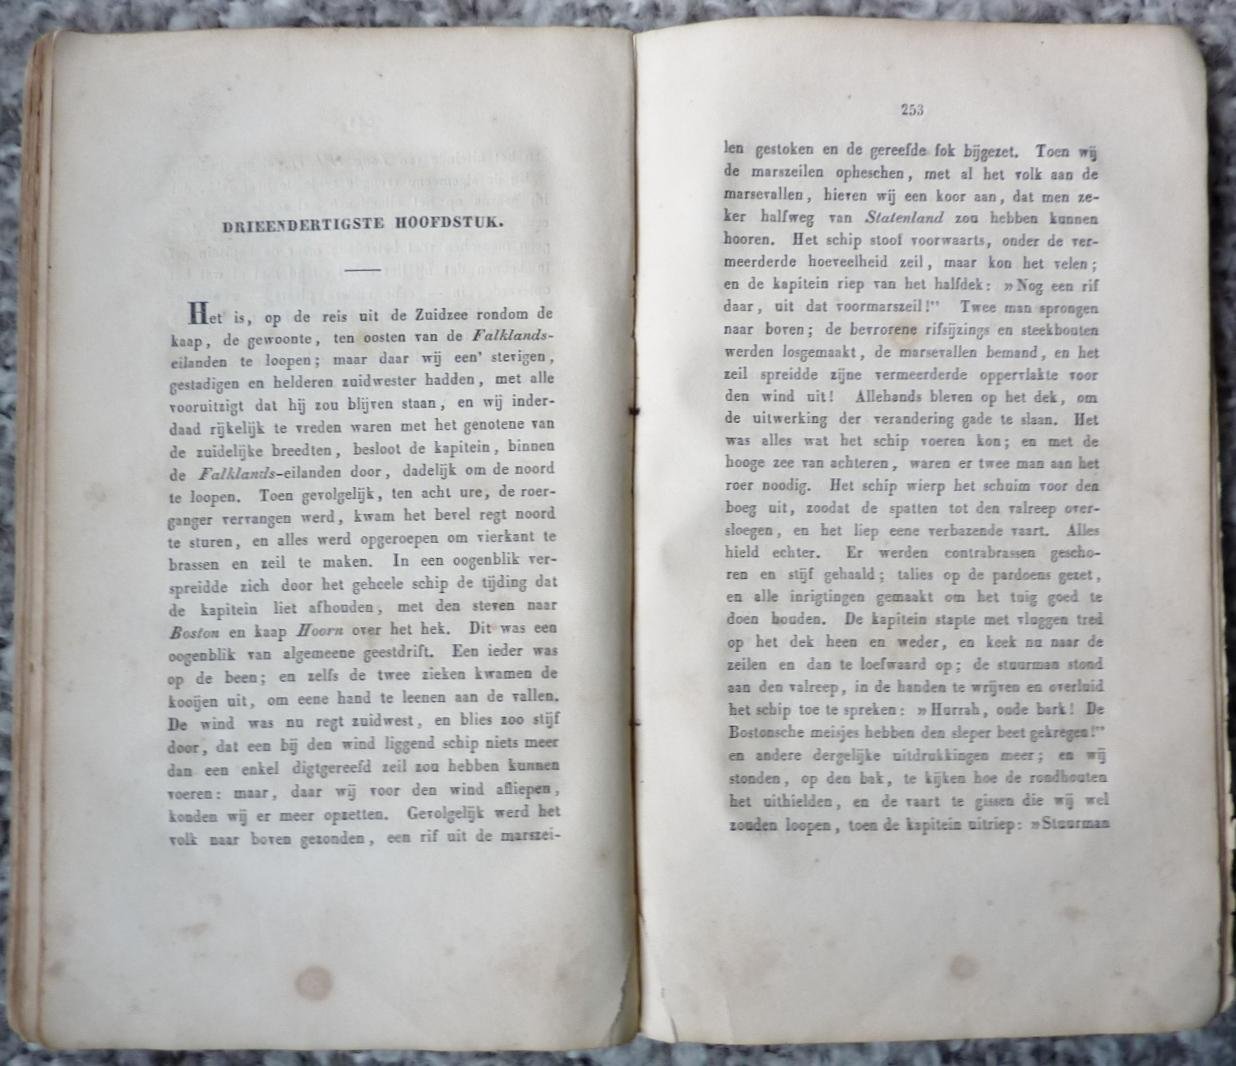 DRIEENDERTIGSTE HOOFDSTUK.
Het is, op de reis uit de Zuidzee rondom de
kaap, de gewoonte, ten oosten van de Falklands-
eilanden te loopen; maar daar wij een' stevigen,
gestadigen en helderen zuidwester hadden, met alle
vooruitzigt dat hij zou blijven staan, en wij inder-
daad rijkelijk te vreden waren met het genotene van
de zuidelijke breedten, besloot de kapitein, binnen
de Falklands-eilanden door, dadelijk om de noord
te loopen. Toen gevolgelijk, ten acht ure, de roer-
ganger vervangen werd, kwam het bevel regt noord
te sturen, en alles werd opgeroepen om vierkant te
brassen en zeil te maken. In een oogenblik ver-
spreidde zich door het geheele schip de tijding dat
de kapitein liet afhouden, met den steven naar
Boston en kaap Hoorn over het hek. Dit was een
oogenblik van algemeene geestdrift. Een ieder was
op de been; en zelfs de twee zieken kwamen de
kooijen uit, om eene hand te leenen aan de vallen.
De wind was nu regt zuidwest, en blies zoo stijf
door, dat een bij den wind liggend schip niets meer
dan een enkel digtgereefd zeil zou hebben kunnen
voeren: maar, daar wij voor den wind afliepen,
konden wij er meer opzetten. Gevolgelijk werd het
volk naar boven gezonden, een rif uit de marszei-
253
len gestoken en de gereefde fok bijgezet. Toen wij
de marszeilen opheschen, met al het volk aan de
marsevallen, hieven wij een koor aan, dat men ze-
ker halfweg van Statenland zou hebben kunnen
hooren. Het schip stoof voorwaarts, onder de ver-
meerderde hoeveelheid zeil, maar kon het velen;
en de kapitein riep van het halfdek: »Nog een rif
daar, uit dat voormarszeil!" Twee man sprongen
naar boven; de bevrorene rifsijzings en steekbouten
werden losgemaakt, de marsevallen bemand, en het
zeil spreidde zijne vermeerderde oppervlakte voor
den wind uit! Allehands bleven op het dek, om
de uitwerking der verandering gade te slaan. Het
was alles wat het schip voeren kon; en met de
hooge zee van achteren, waren er twee man aan het
roer noodig. Het schip wierp het schuim voor den
boeg uit, zoodat de spatten tot den valreep over-
sloegen, en het liep eene verbazende vaart. Alles
hield echter. Er werden contrabrassen gescho-
ren en stijf gehaald; talies op de pardoens gezet,
en alle inrigtingen gemaakt om het tuig goed te
doen houden. De kapitein stapte met vluggen tred
op het dek heen en weder, en keek nu naar de
zeilen en dan te loefwaard op; de stuurman stond
aan den valreep, in de handen te wrijven en overluid
het schip toe te spreken: »Hurrah, oude bark! De
Bostonsche meisjes hebben den sleper beet gekregen!"
en andere dergelijke uitdrukkingen meer; en wij
stonden, op den bak, te kijken hoe de rondhouten
het uithielden, en de vaart te gissen die wij wel
zouden loopen, toen de kapitein uitriep: »Stuurman